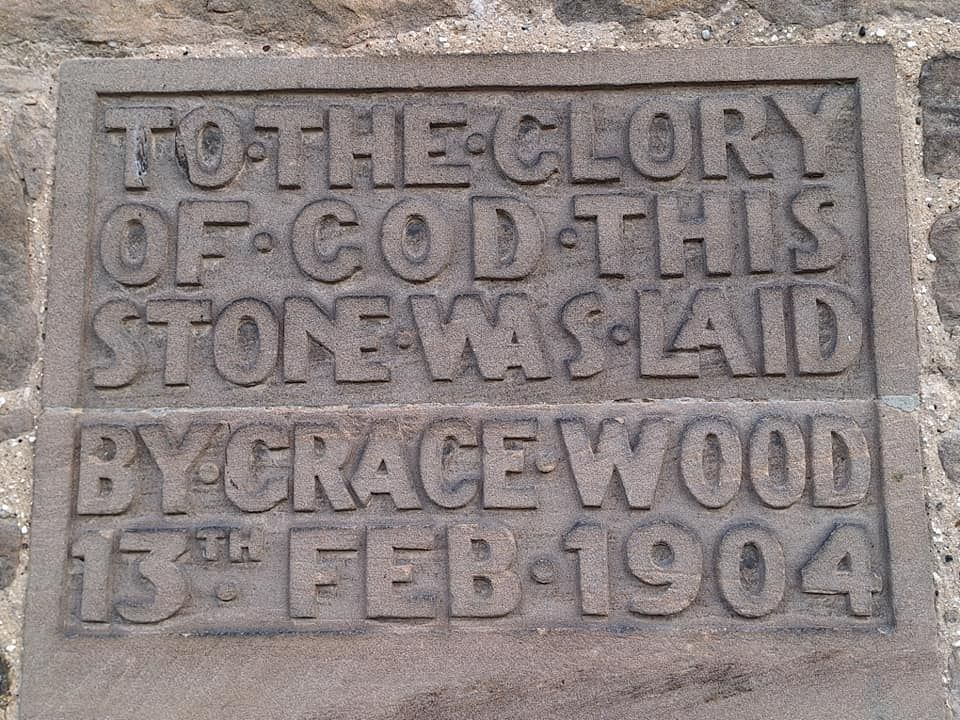 TO·THE·GLORY
OF·GOD·THIS
STONE·WAS·LAID
BY·GRACE·WOOD
13TH·FEB·1904